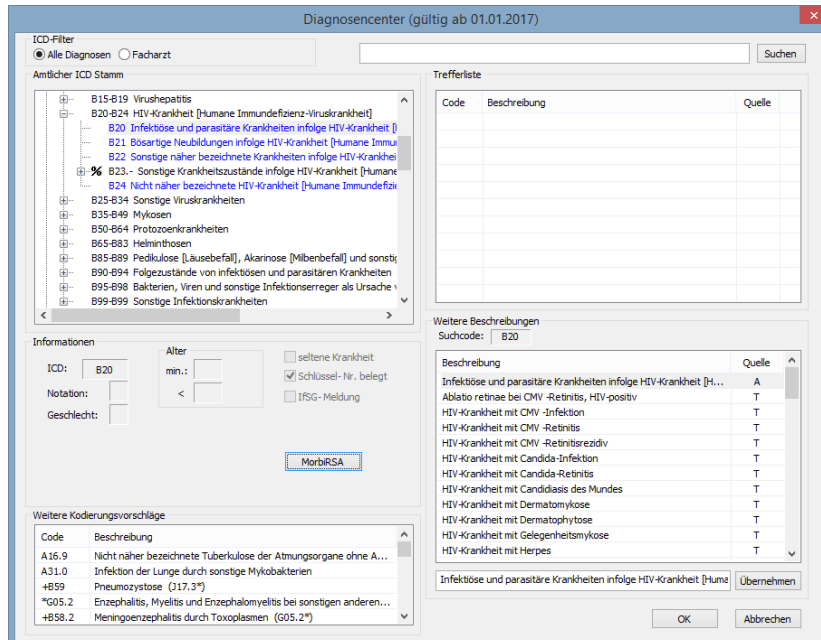 Diagnosencenter (gültig ab 01.01.2017)
ICD-Filter
Alle Diagnosen Facharzt
Suchen
Amtlicher ICD Stamm
B15-B19 Virushepatitis
B20-B24 HIV-Krankheit [Humane Immundefizienz-Viruskrankheit]
B20 Infektiöse und parasitäre Krankheiten infolge HIV-Krankheit [
B21 Bösartige Neubildungen infolge HIV-Krankheit [Humane Immu
B22 Sonstige näher bezeichnete Krankheiten infolge HIV-Krankhei
% B23.- Sonstige Krankheitszustände infolge HIV-Krankheit [Humane
B24 Nicht näher bezeichnete HIV-Krankheit [Humane Immundefizie
B25-B34 Sonstige Viruskrankheiten
B35-B49 Mykosen
B50-B64 Protozoenkrankheiten
B65-B83 Helminthosen
B85-B89 Pedikulose [Läusebefall], Akarinose [Milbenbefall] und sonstig
B90-B94 Folgezustände von infektiösen und parasitären Krankheiten
B95-B98 Bakterien, Viren und sonstige Infektionserreger als Ursache v
B99-B99 Sonstige Infektionskrankheiten
Trefferliste
Code Beschreibung Quelle
Informationen
ICD: B20
Notation:
Geschlecht:
Alter
min.:
<
seltene Krankheit
Schlüssel-Nr. belegt
IfSG-Meldung
MorbiRSA
Weitere Beschreibungen
Suchcode: B20
Beschreibung Quelle
Infektiöse und parasitäre Krankheiten infolge HIV-Krankheit [H... A
Ablatio retinae bei CMV -Retinitis, HIV-positiv T
HIV-Krankheit mit CMV -Infektion T
HIV-Krankheit mit CMV -Retinitis T
HIV-Krankheit mit CMV -Retinitisrezidiv T
HIV-Krankheit mit Candida-Infektion T
HIV-Krankheit mit Candida-Retinitis T
HIV-Krankheit mit Candidiasis des Mundes T
HIV-Krankheit mit Dermatomykose T
HIV-Krankheit mit Dermatophytose T
HIV-Krankheit mit Gelegenheitsmykose T
HIV-Krankheit mit Herpes T
Infektiöse und parasitäre Krankheiten infolge HIV-Krankheit [Huma Übernehmen
Weitere Kodierungsvorschläge
Code Beschreibung
A16.9 Nicht näher bezeichnete Tuberkulose der Atmungsorgane ohne A...
A31.0 Infektion der Lunge durch sonstige Mykobakterien
+B59 Pneumozystose (J17.3*)
*G05.2 Enzephalitis, Myelitis und Enzephalomyelitis bei sonstigen anderen...
+B58.2 Meningoenzephalitis durch Toxoplasmen (G05.2*)
OK Abbrechen